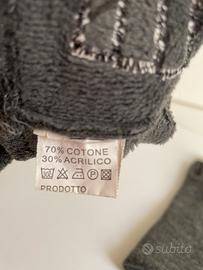 70% COTONE
30% ACRILICO
PRODOTTO
subito